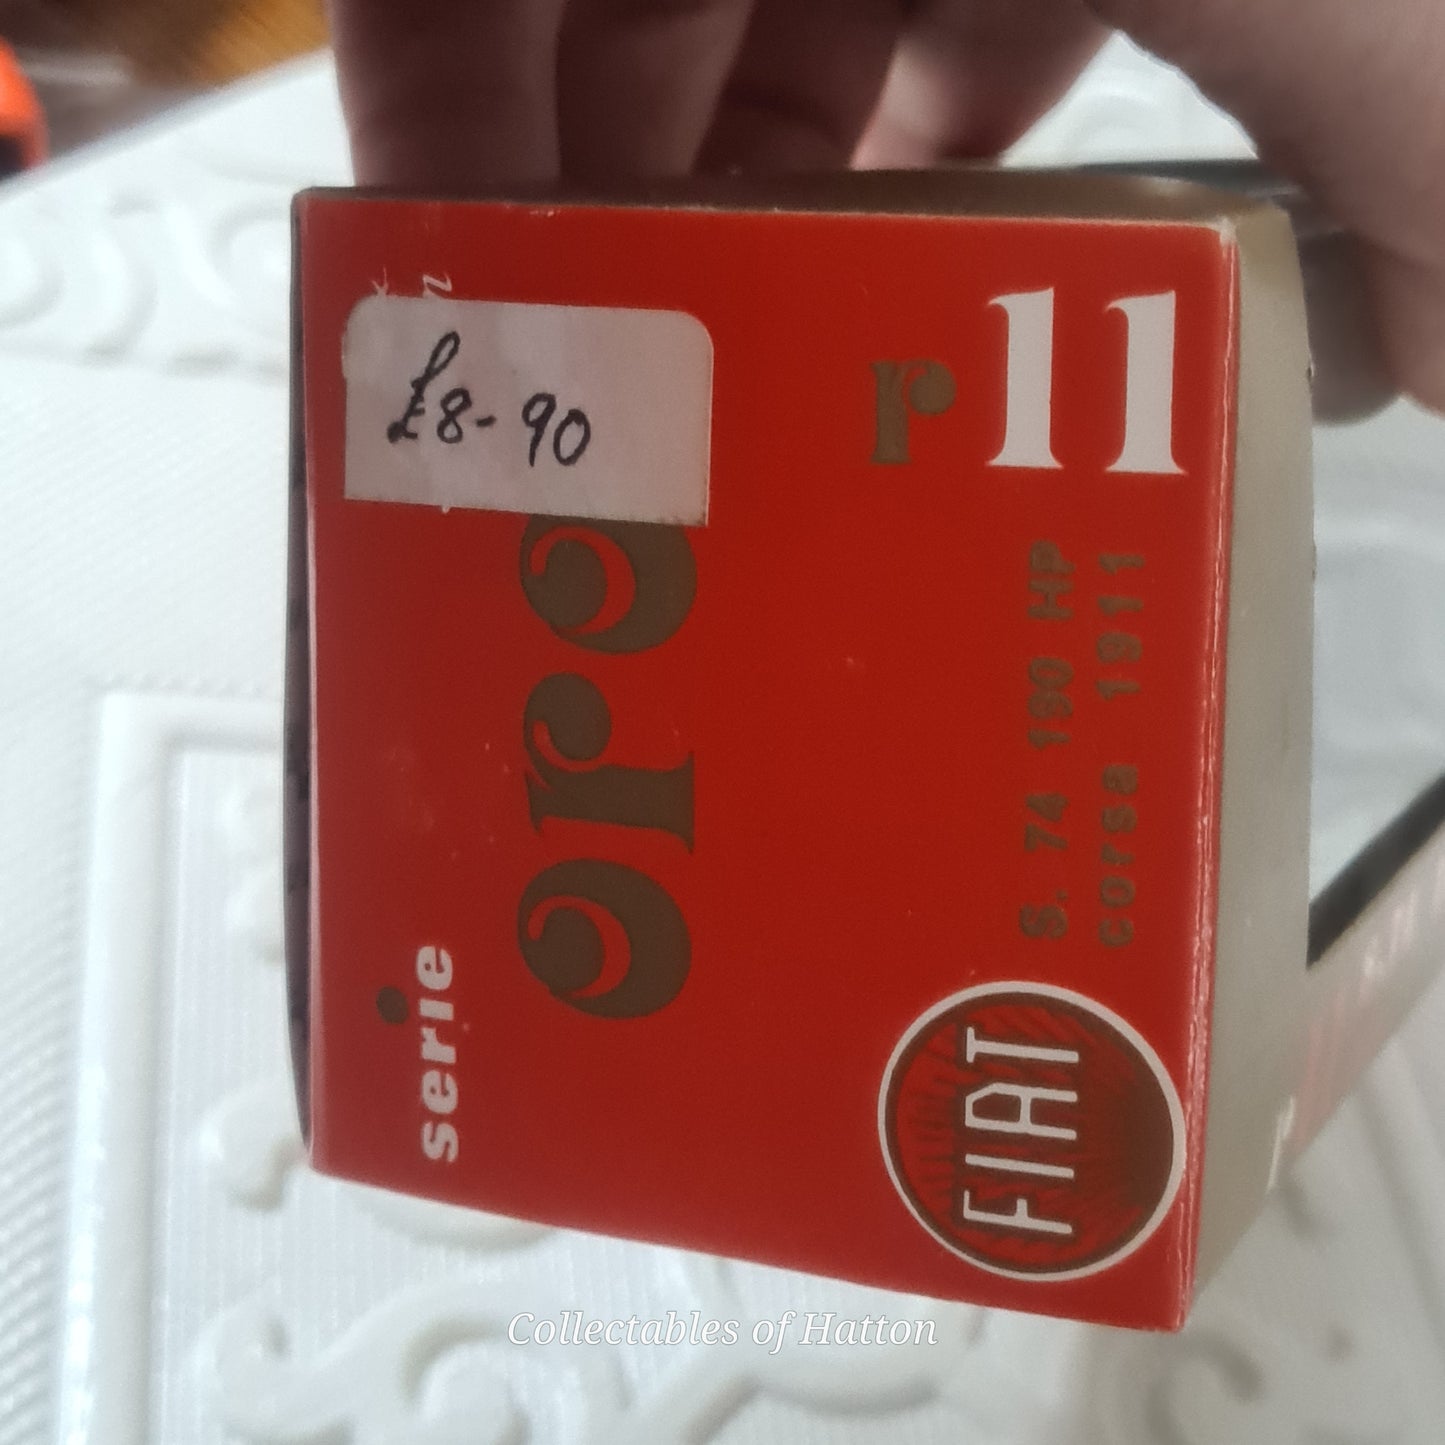 £8-90
serie
oro
r11
S. 74 190 HP
corsa 1911
FIAT
Collectables of Hatton